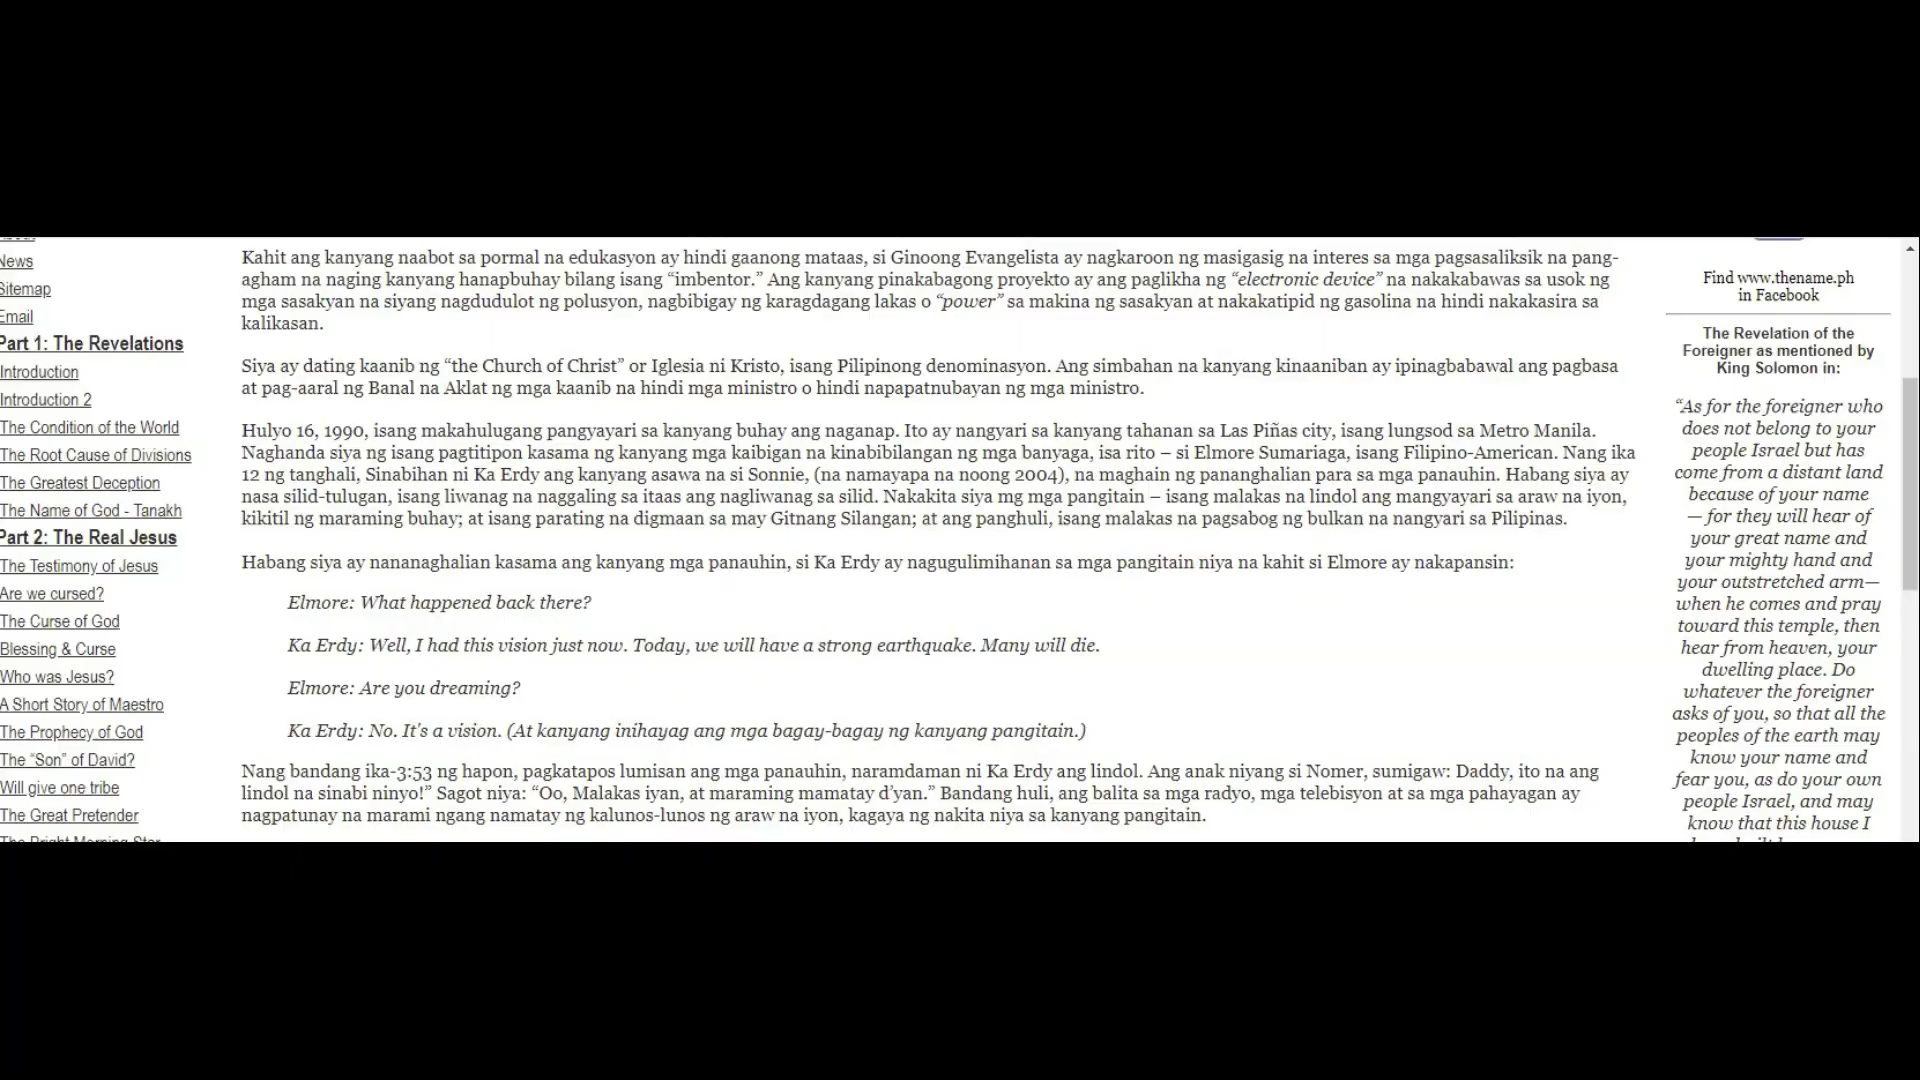 News
Sitemap
Email
Part 1: The Revelations
Introduction
Introduction 2
The Condition of the World
The Root Cause of Divisions
The Greatest Deception
The Name of God - Tanakh
Part 2: The Real Jesus
The Testimony of Jesus
Are we cursed?
The Curse of God
Blessing & Curse
Who was Jesus?
A Short Story of Maestro
The Prophecy of God
The “Son” of David?
Will give one tribe
The Great Pretender
Kahit ang kanyang naabot sa pormal na edukasyon ay hindi gaanong mataas, si Ginoong Evangelista ay nagkaroon ng masigasig na interes sa mga pagsasaliksik na pang-
agham na naging kanyang hanapbuhay bilang isang “imbentor.” Ang kanyang pinakabagong proyekto ay ang paglikha ng “electronic device” na nakakabawas sa usok ng
mga sasakyan na siyang nagdudulot ng polusyon, nagbibigay ng karagdagang lakas o “power” sa makina ng sasakyan at nakakatipid ng gasolina na hindi nakakasira sa
kalikasan.
Siya ay dating kaanib ng “the Church of Christ” or Iglesia ni Kristo, isang Pilipinong denominasyon. Ang simbahan na kanyang kinaaniban ay ipinagbabawal ang pagbasa
at pag-aaral ng Banal na Aklat ng mga kaanib na hindi mga ministro o hindi napapatnubayan ng mga ministro.
Hulyo 16, 1990, isang makahulugang pangyayari sa kanyang buhay ang naganap. Ito ay nangyari sa kanyang tahanan sa Las Piñas city, isang lungsod sa Metro Manila.
Naghanda siya ng isang pagtitipon kasama ng kanyang mga kaibigan na kinabibilangan ng mga banyaga, isa rito – si Elmore Sumariaga, isang Filipino-American. Nang ika
12 ng tanghali, Sinabihan ni Ka Erdy ang kanyang asawa na si Sonnie, (na namayapa na noong 2004), na maghain ng pananghalian para sa mga panauhin. Habang siya ay
nasa silid-tulugan, isang liwanag na naggaling sa itaas ang nagliwanag sa silid. Nakakita siya mg mga pangitain – isang malakas na lindol ang mangyayari sa araw na iyon,
kikitil ng maraming buhay; at isang parating na digmaan sa may Gitnang Silangan; at ang panghuli, isang malakas na pagsabog ng bulkan na nangyari sa Pilipinas.
Habang siya ay nananaghalian kasama ang kanyang mga panauhin, si Ka Erdy ay nagugulimihanan sa mga pangitain niya na kahit si Elmore ay nakapansin:
Elmore: What happened back there?
Ka Erdy: Well, I had this vision just now. Today, we will have a strong earthquake. Many will die.
Elmore: Are you dreaming?
Ka Erdy: No. It's a vision. (At kanyang inihayag ang mga bagay-bagay ng kanyang pangitain.)
Nang bandang ika-3:53 ng hapon, pagkatapos lumisan ang mga panauhin, naramdaman ni Ka Erdy ang lindol. Ang anak niyang si Nomer, sumigaw: Daddy, ito na ang
lindol na sinabi ninyo!” Sagot niya: “Oo, Malakas iyan, at maraming mamatay d’yan.” Bandang huli, ang balita sa mga radyo, mga telebisyon at sa mga pahayagan ay
nagpatunay na marami ngang namatay ng kalunos-lunos ng araw na iyon, kagaya ng nakita niya sa kanyang pangitain.
Find www.thename.ph
in Facebook
The Revelation of the
Foreigner as mentioned by
King Solomon in:
“As for the foreigner who
does not belong to your
people Israel but has
come from a distant land
because of your name
— for they will hear of
your great name and
your mighty hand and
your outstretched arm—
when he comes and pray
toward this temple, then
hear from heaven, your
dwelling place. Do
whatever the foreigner
asks of you, so that all the
peoples of the earth may
know your name and
fear you, as do your own
people Israel, and may
know that this house I